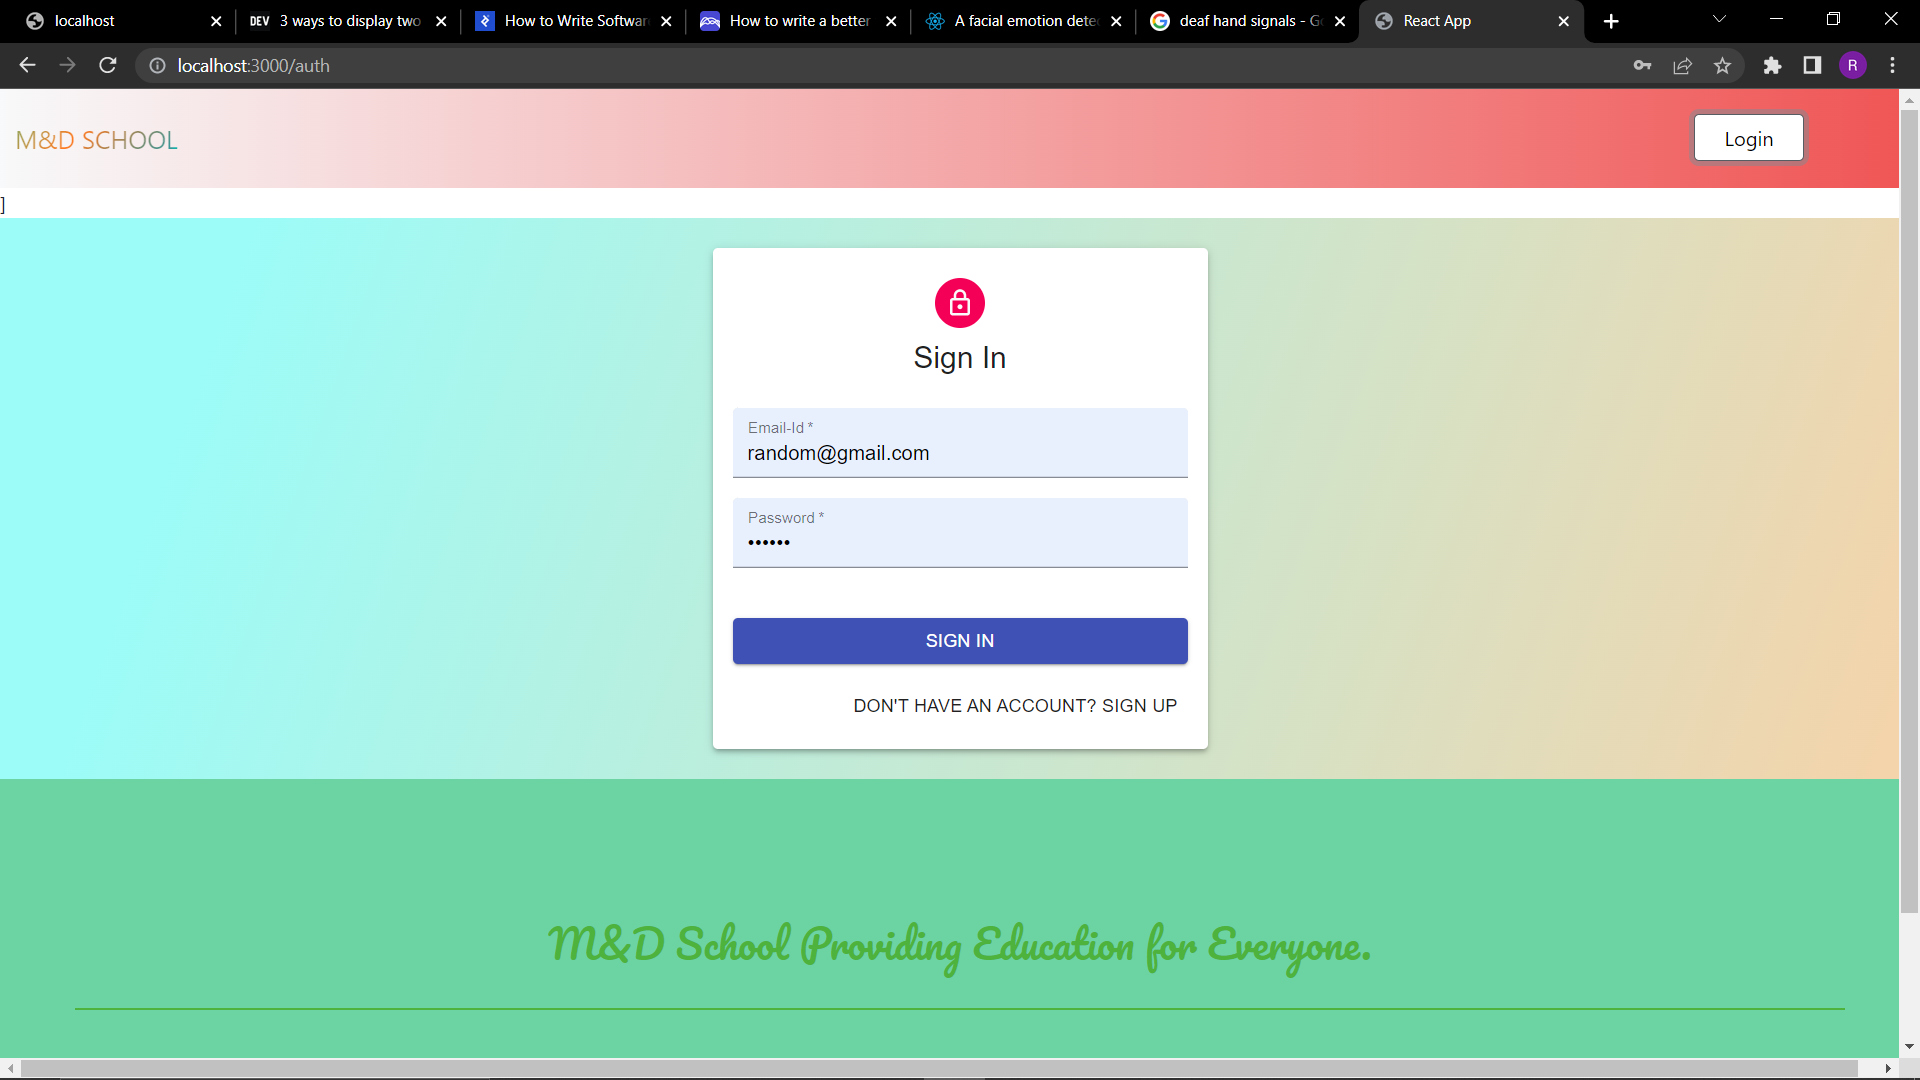 localhost
DEV 3 ways to display two
How to Write Softwar
How to write a better
A facial emotion dete
deaf hand signals - Go
React App
localhost:3000/auth
R
M&D SCHOOL
Login
]
Sign In
Email-Id *
random@gmail.com
Password *
••••••
SIGN IN
DON'T HAVE AN ACCOUNT? SIGN UP
M&D School Providing Education for Everyone.